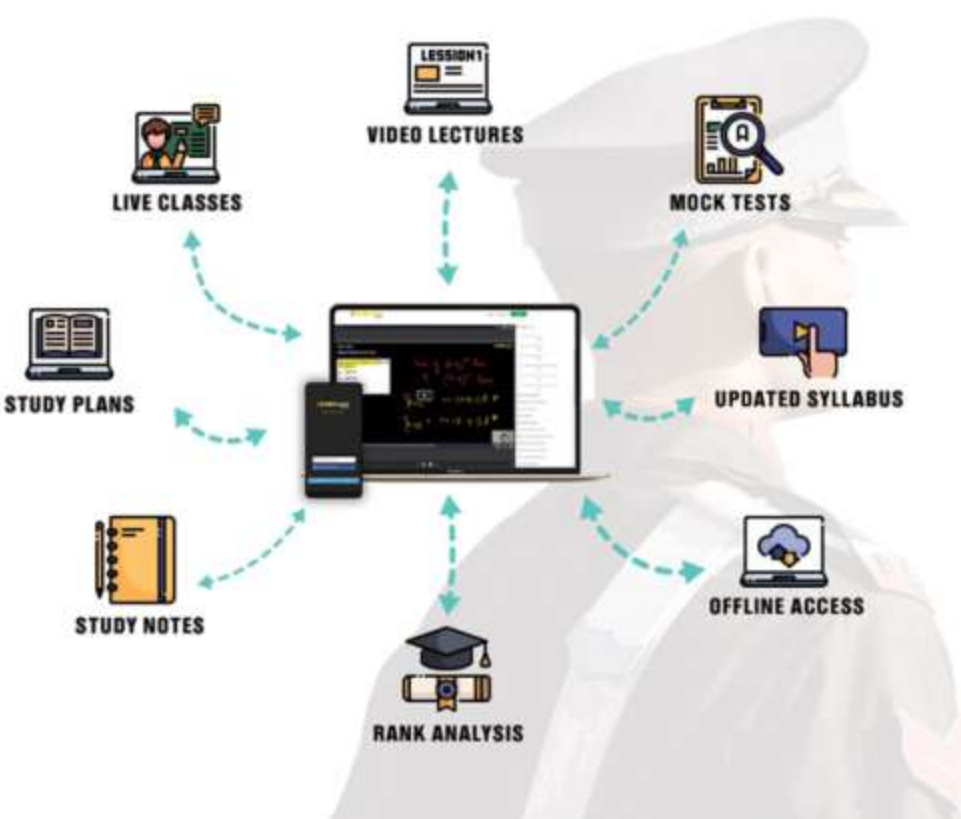 LESSION1
VIDEO LECTURES
LIVE CLASSES
A
MOCK TESTS
STUDY PLANS
UPDATED SYLLABUS
STUDY NOTES
OFFLINE ACCESS
RANK ANALYSIS